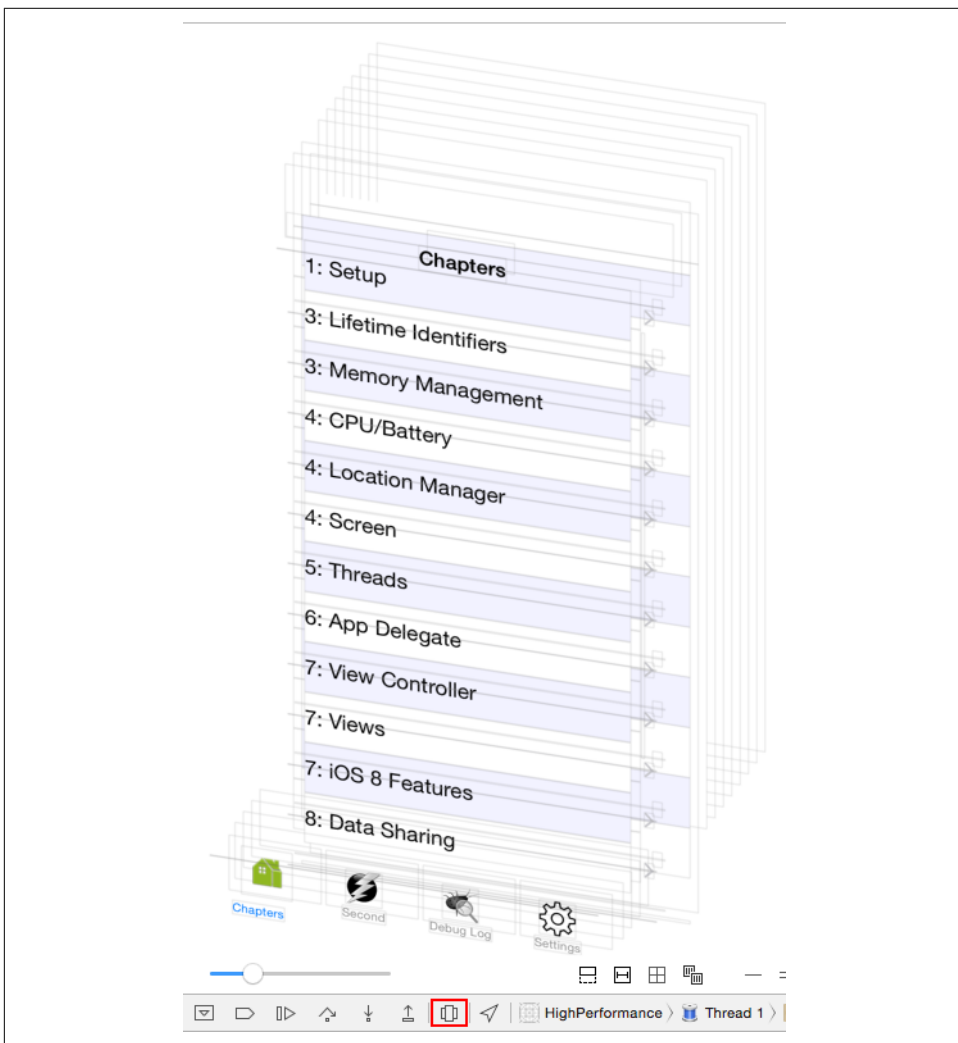 Chapters
1: Setup
3: Lifetime Identifiers
3: Memory Management
4: CPU/Battery
4: Location Manager
4: Screen
5: Threads
6: App Delegate
7: View Controller
7: Views
7: iOS 8 Features
8: Data Sharing
Chapters
Second
Debug Log
Settings
HighPerformance
Thread 1